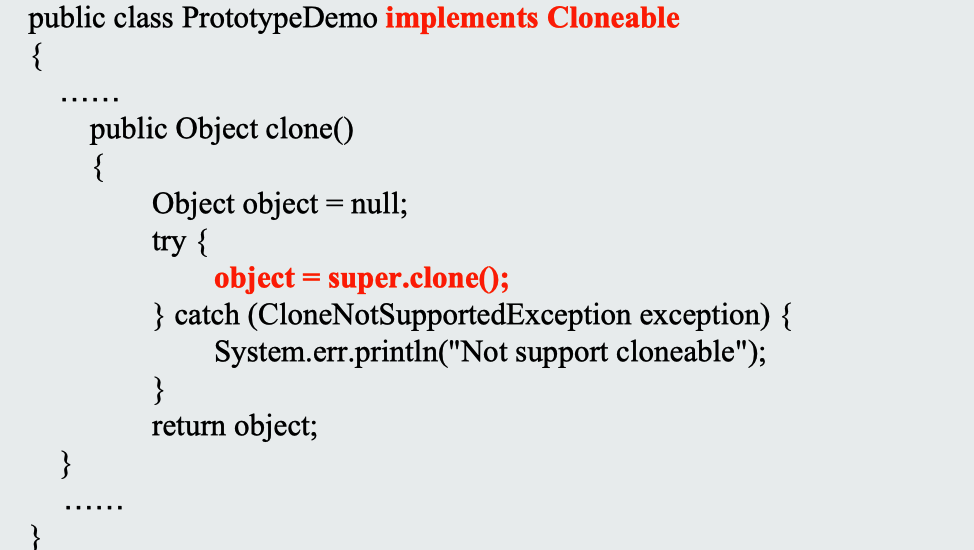 public class PrototypeDemo implements Cloneable
{
......
public Object clone()
{
Object object = null;
try {
object = super.clone();
} catch (CloneNotSupportedException exception) {
System.err.println("Not support cloneable");
}
return object;
}
......
}